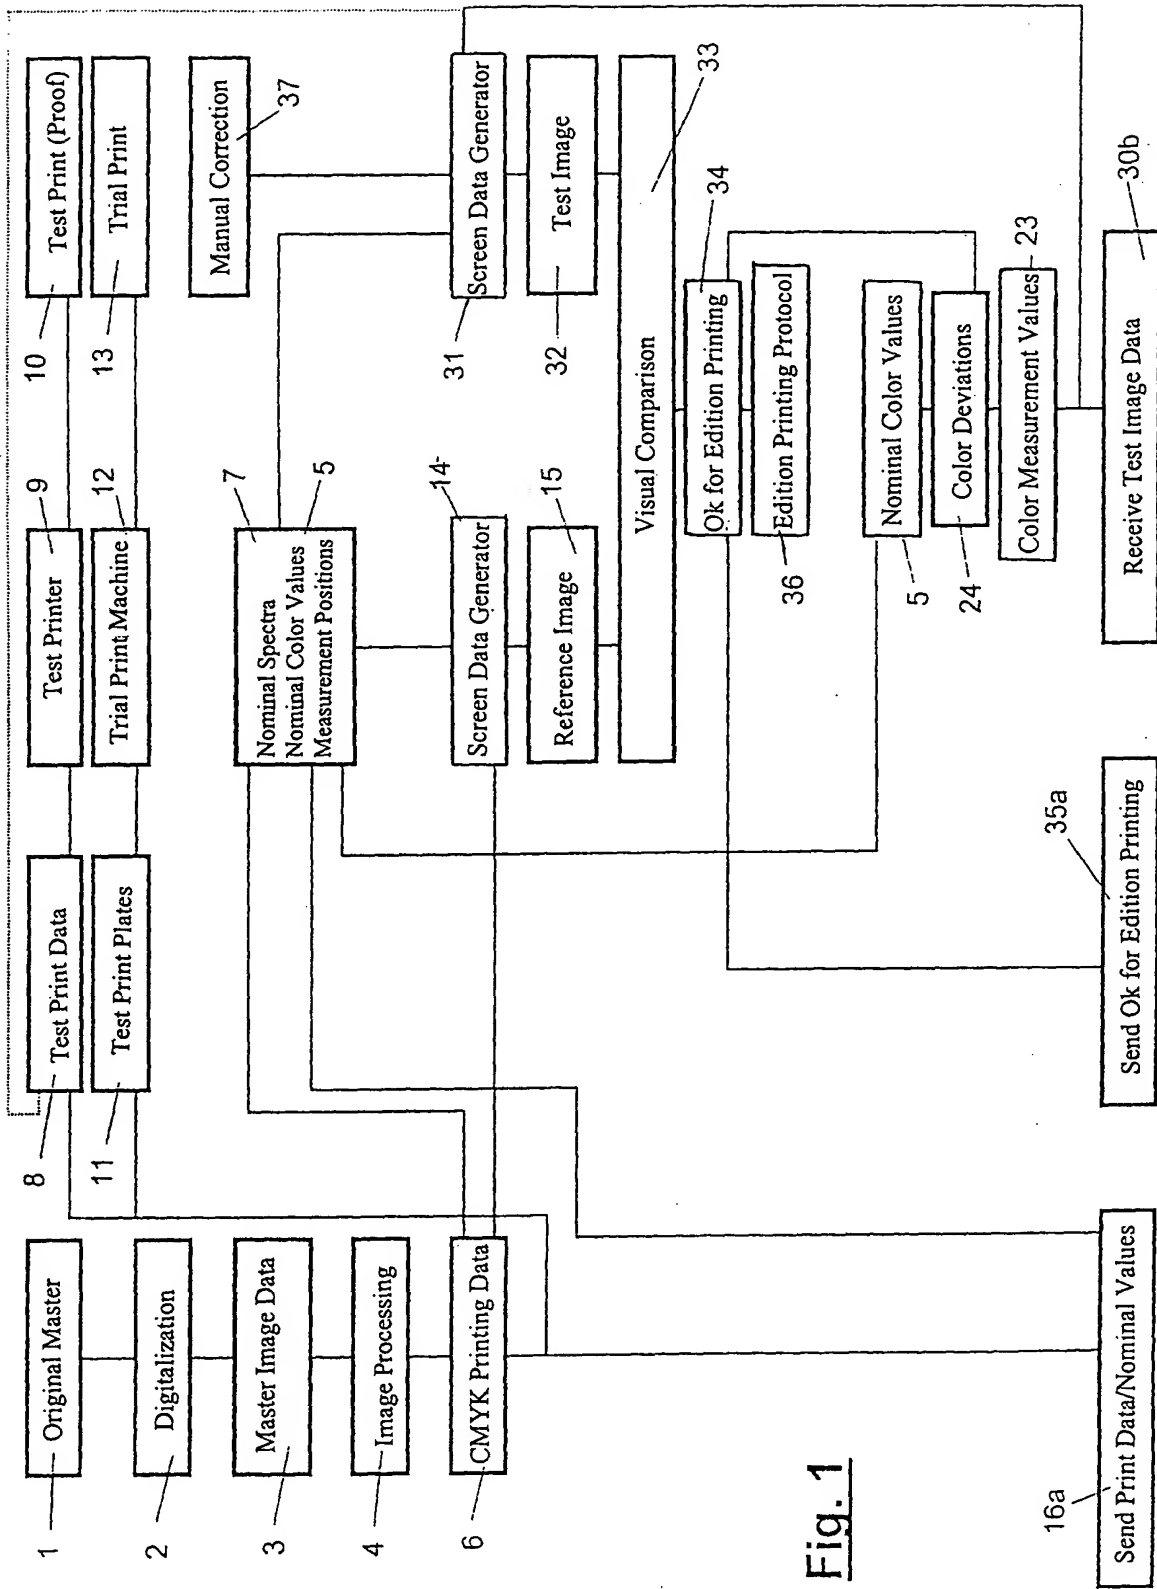 1
Original Master
2
Digitalization
3
Master Image Data
4
Image Processing
6
CMYK Printing Data
8
Test Print Data
11
Test Print Plates
9
Test Printer
12
Trial Print Machine
10
Test Print (Proof)
13
Trial Print
7
5
Nominal Spectra
Nominal Color Values
Measurement Positions
Manual Correction
37
14
Screen Data Generator
15
Reference Image
31
Screen Data Generator
32
Test Image
Visual Comparison
33
34
Ok for Edition Printing
36
Edition Printing Protocol
5
Nominal Color Values
24
Color Deviations
Color Measurement Values
23
16a
Send Print Data/Nominal Values
35a
Send Ok for Edition Printing
30b
Receive Test Image Data
Fig. 1